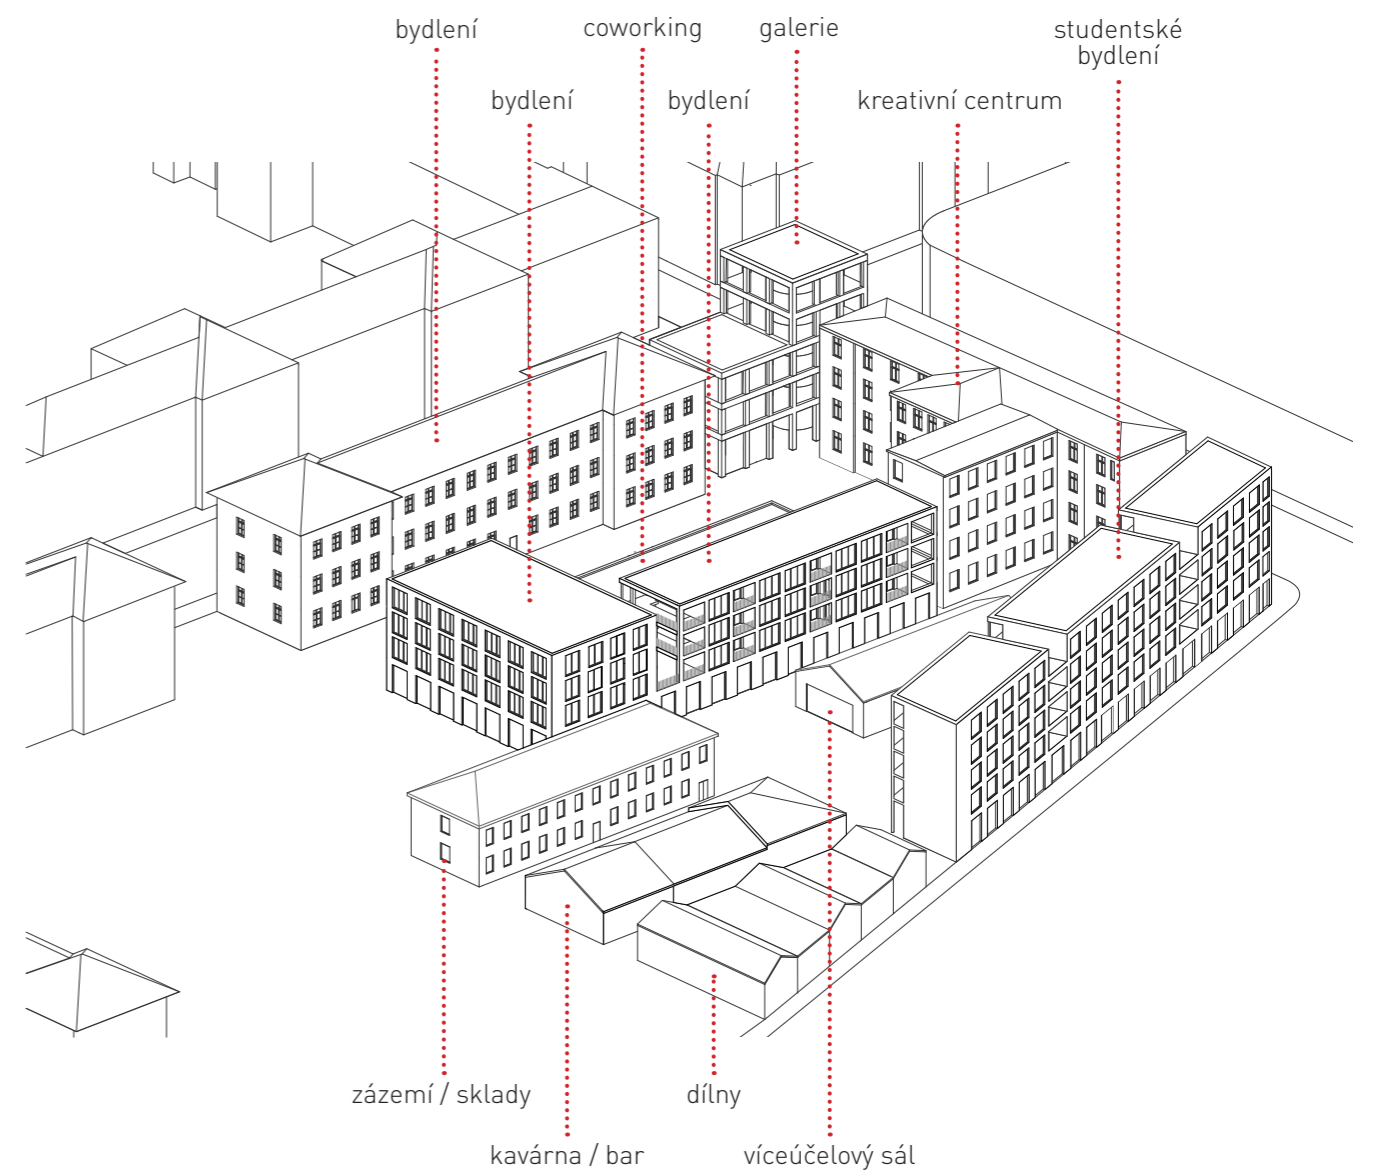 bydlení
coworking
galerie
studentské
bydlení
bydlení
bydlení
kreativní centrum
zázemí / sklady
dílny
kavárna / bar
víceúčelový sál